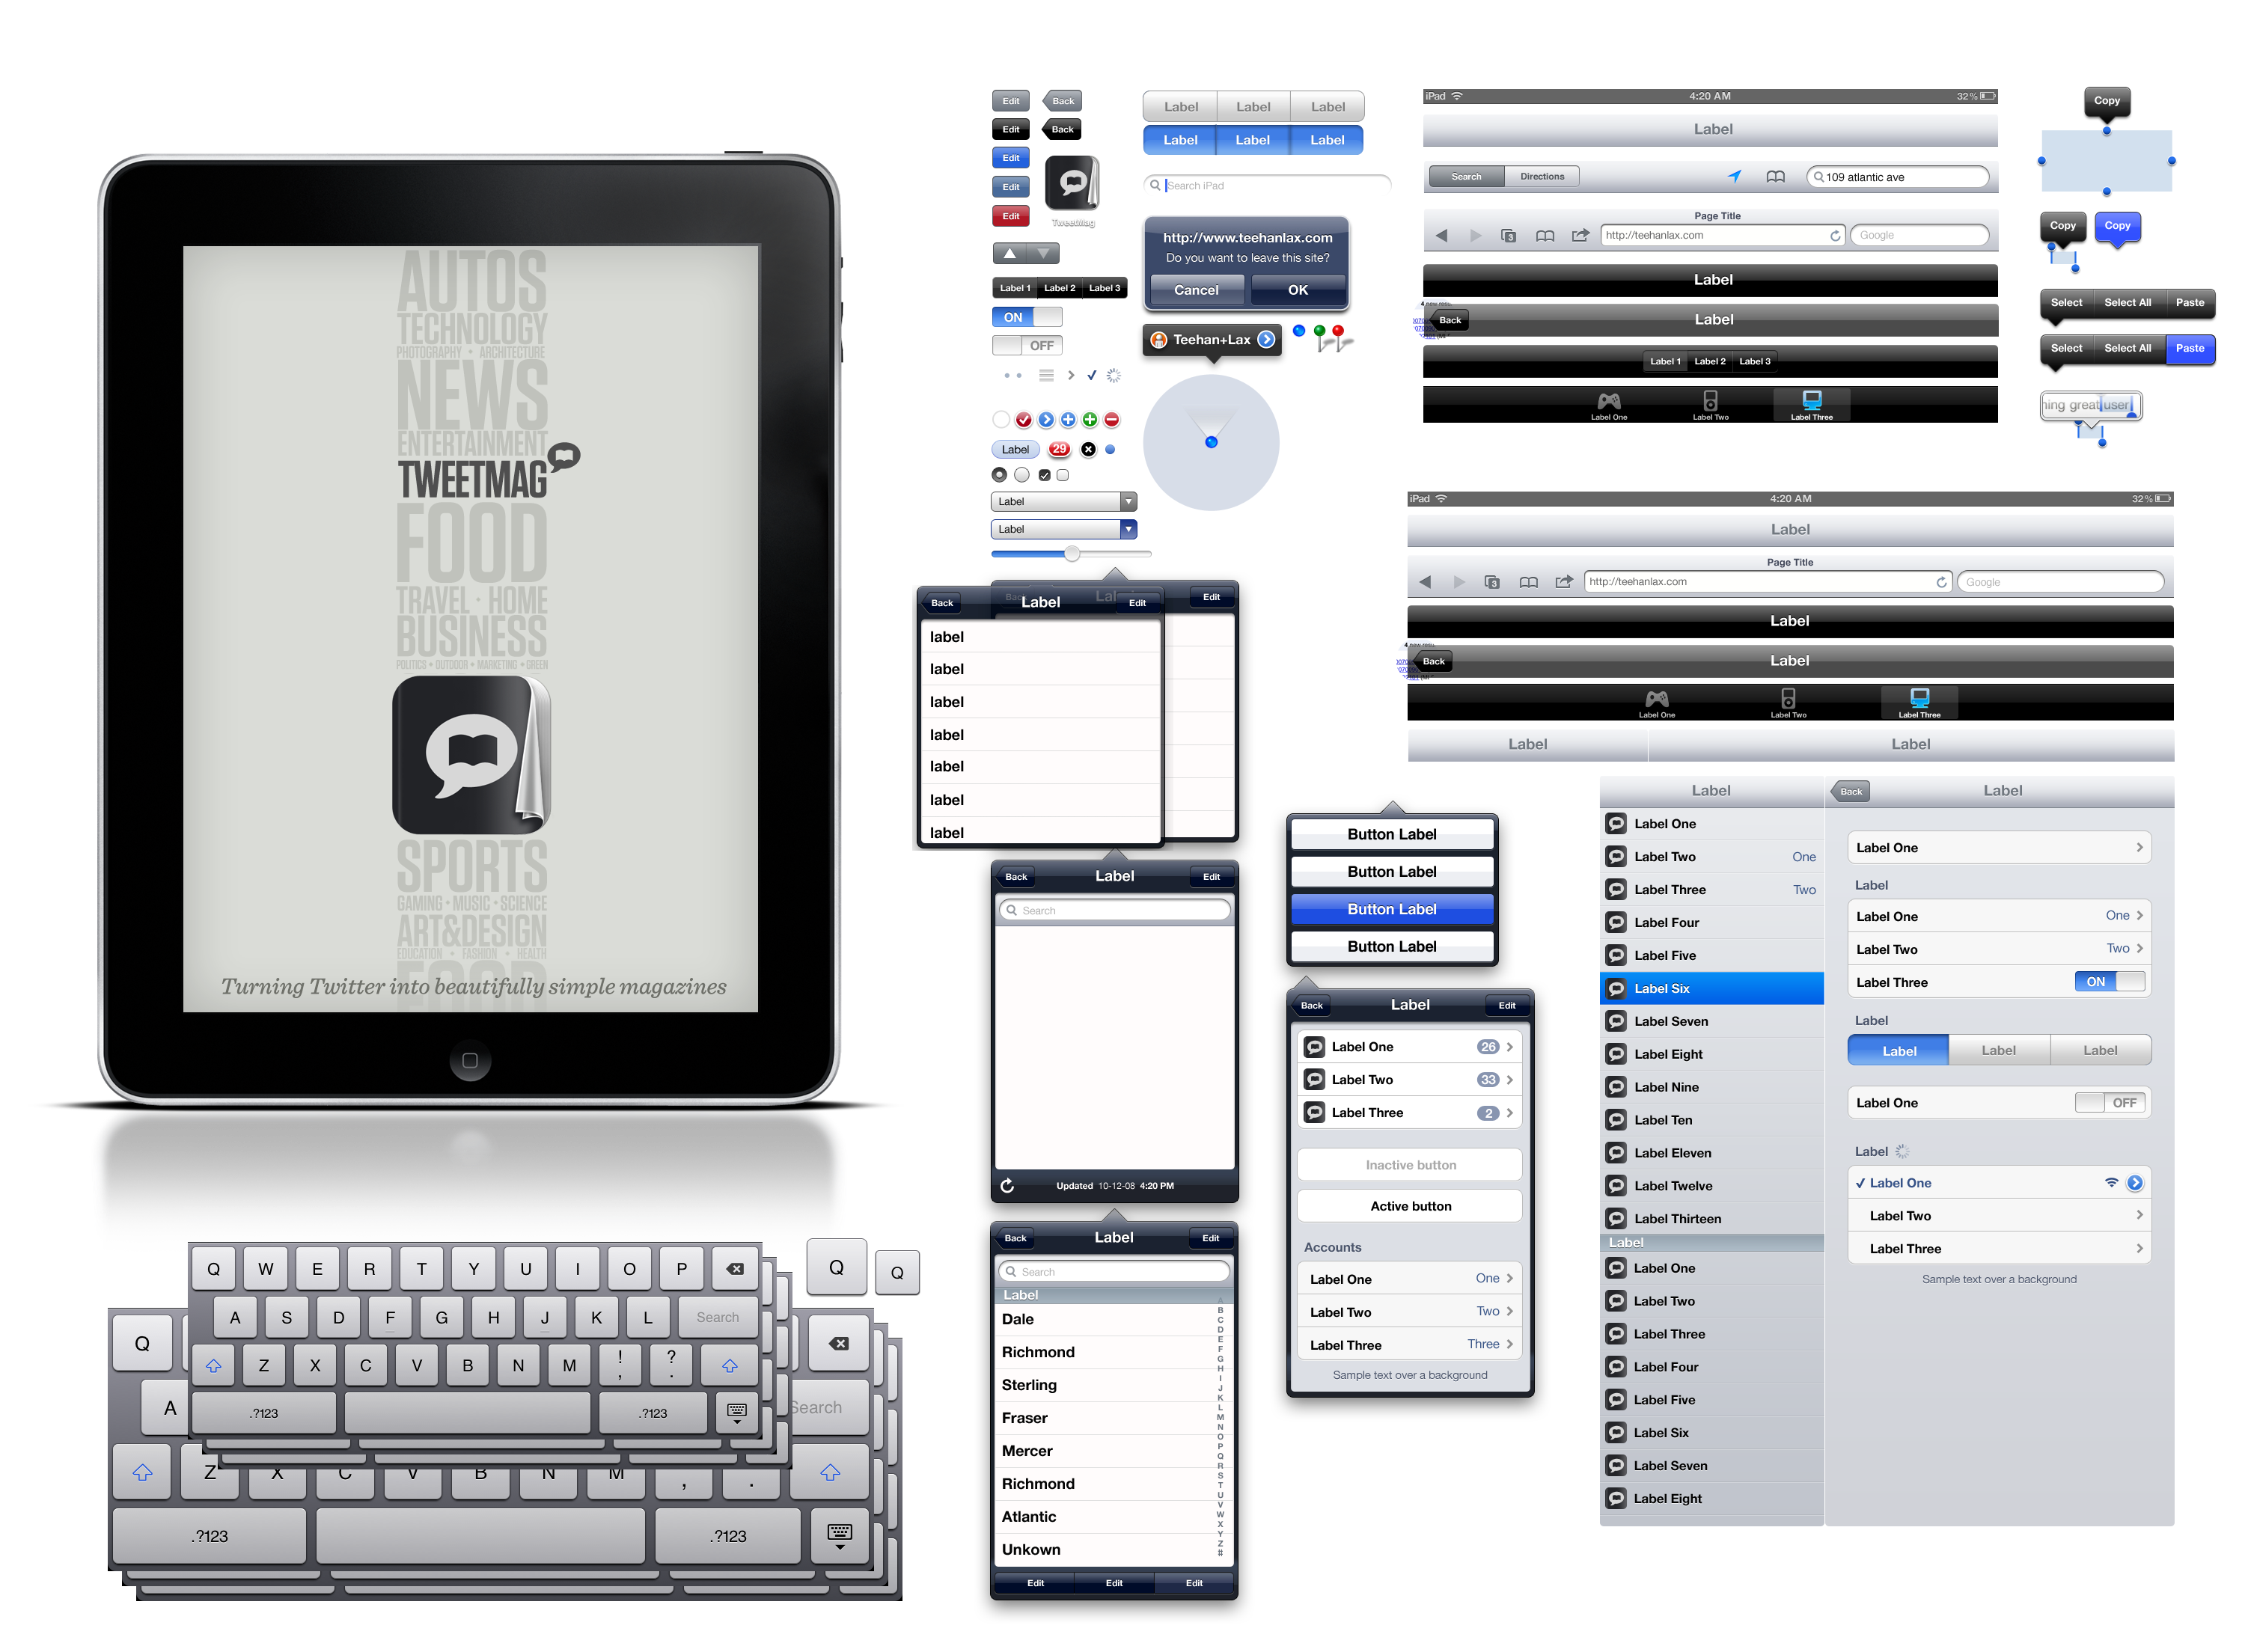 AUTOS
TECHNOLOGY
PHOTOGRAPHY • ARCHITECTURE
NEWS
ENTERTAINMENT
TWEETMAG
FOOD
TRAVEL · HOME
BUSINESS
POLITICS • OUTDOOR • MARKETING • GREEN
SPORTS
GAMING • MUSIC • SCIENCE
ART&DESIGN
EDUCATION • FASHION • HEALTH
FOOD
Turning Twitter into beautifully simple magazines
Q W E R T Y U I O P
A S D F G H J K L Search
Z X C V B N M ! , ? .
.?123 .?123
Q Q
Q
A Search
Z X C V B N M , .
.?123 .?123
Edit Back
Edit Back
Edit
Edit
Edit
TweetMag
Label 1 Label 2 Label 3
ON
OFF
Label 29
Label
Label
Label Label Label
Label Label Label
Search iPad
http://www.teehanlax.com
Do you want to leave this site?
Cancel OK
Teehan+Lax
Back Label Edit
label
label
label
label
label
label
label
Back Label Edit
Back Label Edit
Search
Updated 10-12-08 4:20 PM
Back Label Edit
Search
Label
Dale
Richmond
Sterling
Fraser
Mercer
Richmond
Atlantic
Unkown
A
B
C
D
E
F
G
H
I
J
K
L
M
N
O
P
Q
R
S
T
U
V
W
X
Y
Z
#
Edit Edit Edit
Button Label
Button Label
Button Label
Button Label
Back Label Edit
Label One 26
Label Two 33
Label Three 2
Inactive button
Active button
Accounts
Label One One
Label Two Two
Label Three Three
Sample text over a background
iPad 4:20 AM 32%
Label
Search Directions 109 atlantic ave
Page Title
3 http://teehanlax.com Google
Label
Back Label
Label 1 Label 2 Label 3
Label One Label Two Label Three
Copy
Copy Copy
Select Select All Paste
Select Select All Paste
hing great user
iPad 4:20 AM 32%
Label
Page Title
3 http://teehanlax.com Google
Label
Back Label
Label One Label Two Label Three
Label Label
Label
Label One
Label Two One
Label Three Two
Label Four
Label Five
Label Six
Label Seven
Label Eight
Label Nine
Label Ten
Label Eleven
Label Twelve
Label Thirteen
Label
Label One
Label Two
Label Three
Label Four
Label Five
Label Six
Label Seven
Label Eight
Back Label
Label One
Label
Label One One
Label Two Two
Label Three ON
Label
Label Label Label
Label One OFF
Label
Label One
Label Two
Label Three
Sample text over a background